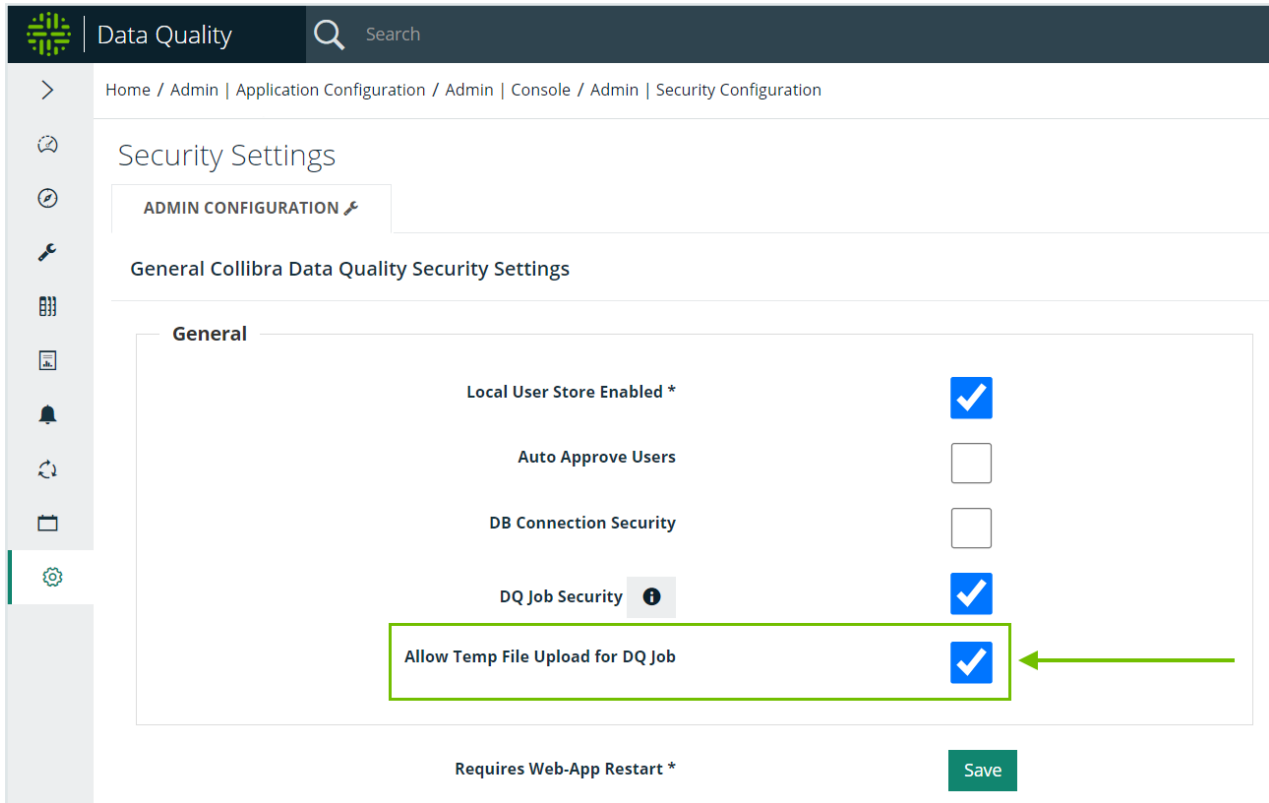 Data Quality
Search
Home / Admin | Application Configuration / Admin | Console / Admin | Security Configuration
Security Settings
ADMIN CONFIGURATION
General Collibra Data Quality Security Settings
General
Local User Store Enabled *
Auto Approve Users
DB Connection Security
DQ Job Security
Allow Temp File Upload for DQ Job
Requires Web-App Restart *
Save